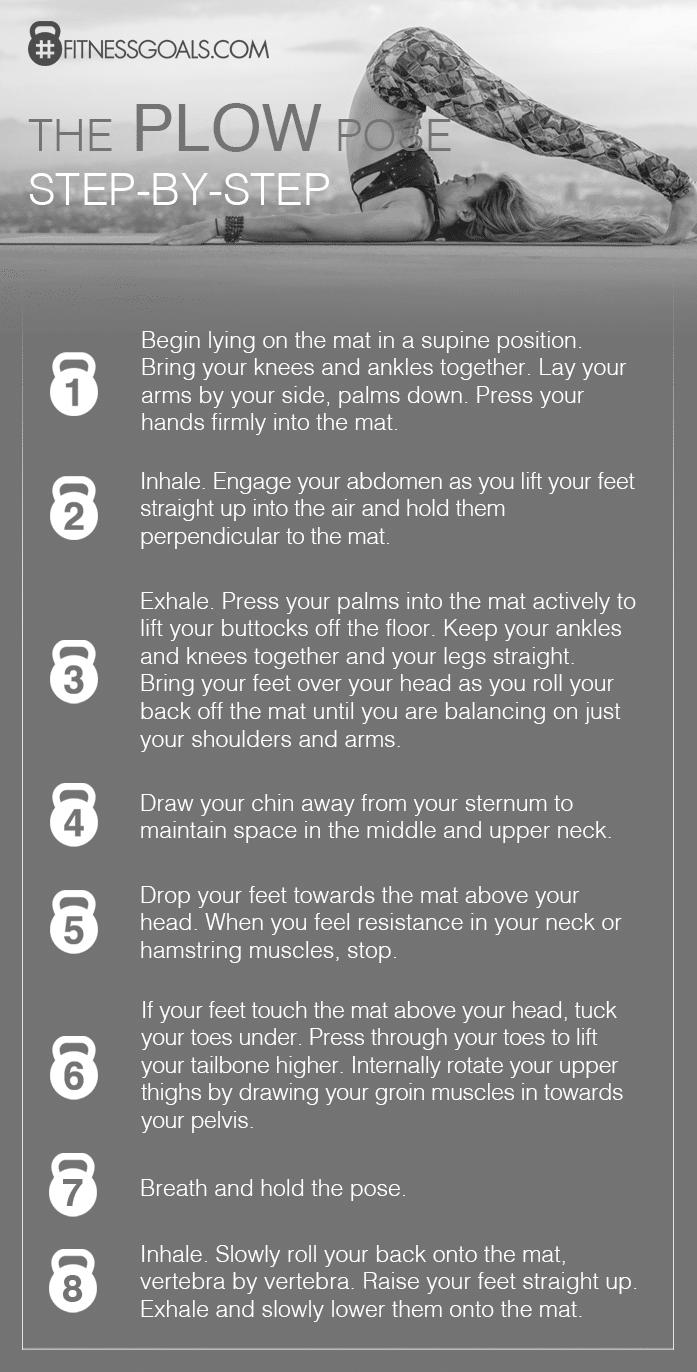 #FITNESSGOALS.COM
THE PLOW POSE
STEP-BY-STEP
1
Begin lying on the mat in a supine position.
Bring your knees and ankles together. Lay your
arms by your side, palms down. Press your
hands firmly into the mat.
2
Inhale. Engage your abdomen as you lift your feet
straight up into the air and hold them
perpendicular to the mat.
3
Exhale. Press your palms into the mat actively to
lift your buttocks off the floor. Keep your ankles
and knees together and your legs straight.
Bring your feet over your head as you roll your
back off the mat until you are balancing on just
your shoulders and arms.
4
Draw your chin away from your sternum to
maintain space in the middle and upper neck.
5
Drop your feet towards the mat above your
head. When you feel resistance in your neck or
hamstring muscles, stop.
6
If your feet touch the mat above your head, tuck
your toes under. Press through your toes to lift
your tailbone higher. Internally rotate your upper
thighs by drawing your groin muscles in towards
your pelvis.
7
Breath and hold the pose.
8
Inhale. Slowly roll your back onto the mat,
vertebra by vertebra. Raise your feet straight up.
Exhale and slowly lower them onto the mat.